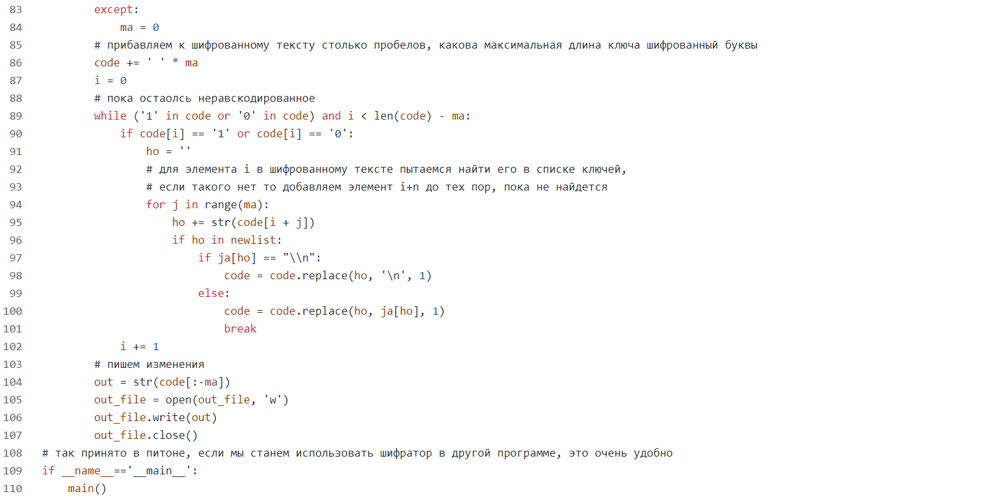 83 except:
84 ma = 0
85 # прибавляем к шифрованному тексту столько пробелов, какова максимальная длина ключа шифрованный буквы
86 code += ' ' * ma
87 i = 0
88 # пока остаолсь неравскодированное
89 while ('1' in code or '0' in code) and i < len(code) - ma:
90 if code[i] == '1' or code[i] == '0':
91 ho = ''
92 # для элемента i в шифрованному тексте пытаемся найти его в списке ключей,
93 # если такого нет то добавляем элемент i+n до тех пор, пока не найдется
94 for j in range(ma):
95 ho += str(code[i + j])
96 if ho in newlist:
97 if ja[ho] == "\\n":
98 code = code.replace(ho, '\n', 1)
99 else:
100 code = code.replace(ho, ja[ho], 1)
101 break
102 i += 1
103 # пишем изменения
104 out = str(code[:-ma])
105 out_file = open(out_file, 'w')
106 out_file.write(out)
107 out_file.close()
108 # так принято в питоне, если мы станем использовать шифратор в другой программе, это очень удобно
109 if __name__=='__main__':
110 main()